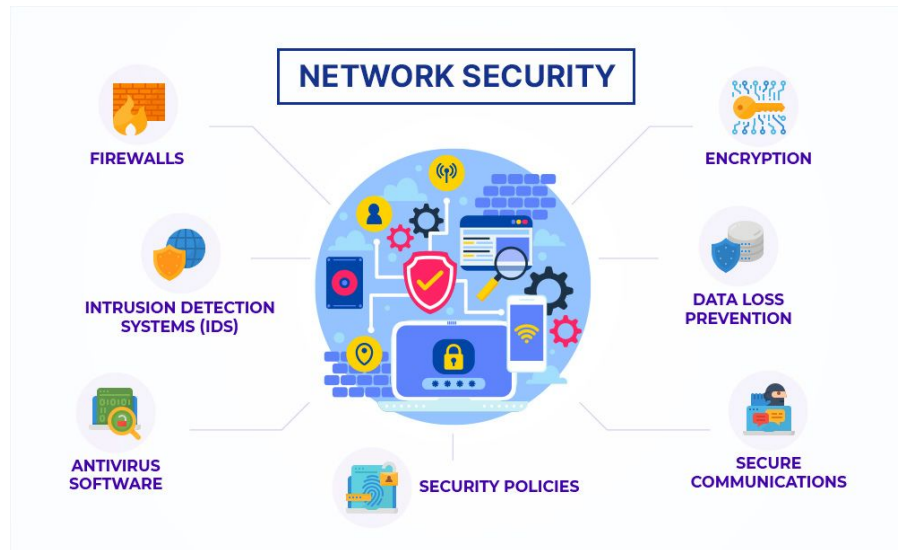 NETWORK SECURITY
FIREWALLS
ENCRYPTION
INTRUSION DETECTION
SYSTEMS (IDS)
DATA LOSS
PREVENTION
ANTIVIRUS
SOFTWARE
SECURITY POLICIES
SECURE
COMMUNICATIONS